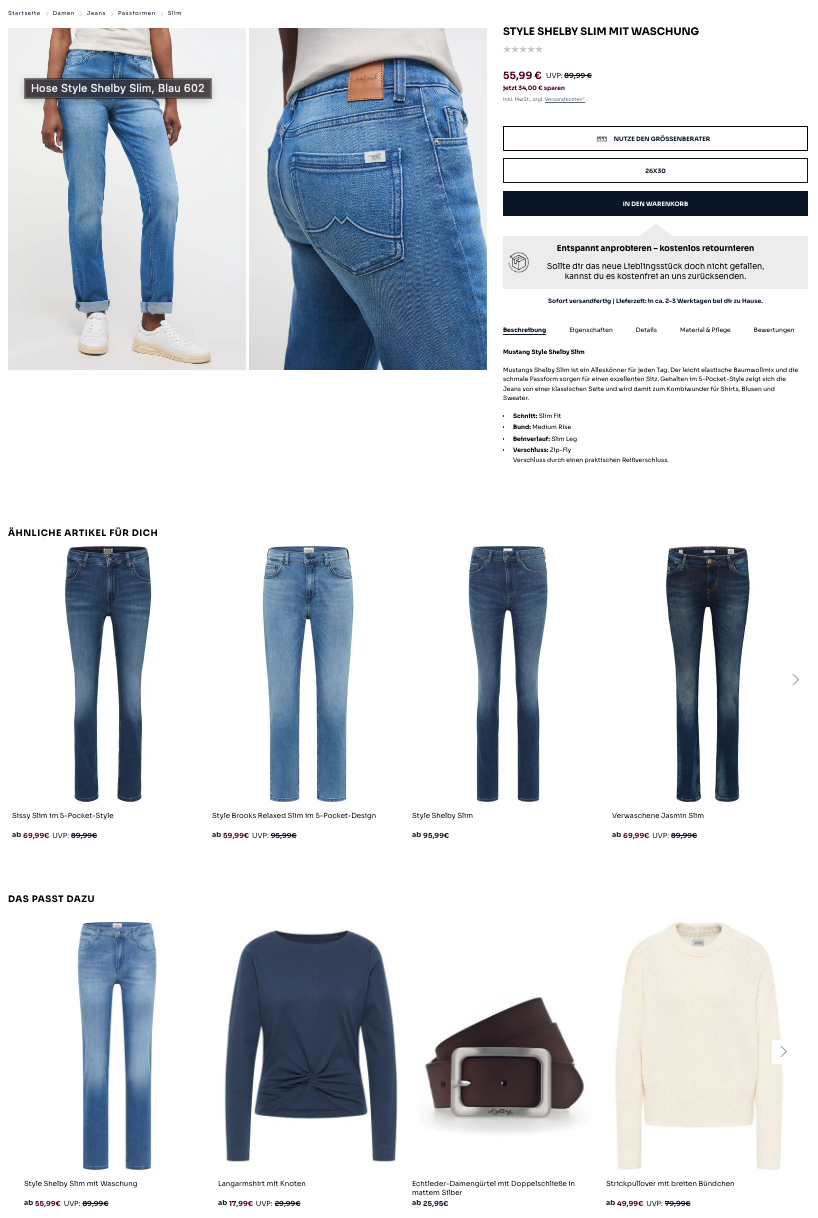 Startseite > Damen > Jeans > Passformen > Slim
Hose Style Shelby Slim, Blau 602
STYLE SHELBY SLIM MIT WASCHUNG
★★★★★
55,99 € UVP: 89,99 €
Jetzt 34,00 € sparen
inkl. MwSt., zzgl. Versandkosten*
NUTZE DEN GRÖSSENBERATER
26X30
IN DEN WARENKORB
Entspannt anprobieren – kostenlos retournieren
Sollte dir das neue Lieblingsstück doch nicht gefallen,
kannst du es kostenfrei an uns zurücksenden.
Sofort versandfertig | Lieferzeit: in ca. 2-3 Werktagen bei dir zu Hause.
Beschreibung Eigenschaften Details Material & Pflege Bewertungen
Mustang Style Shelby Slim
Mustangs Shelby Slim ist ein Alleskönner für jeden Tag. Der leicht elastische Baumwollmix und die
schmale Passform sorgen für einen exzellenten Sitz. Gehalten im 5-Pocket-Style zeigt sich die
Jeans von einer klassischen Seite und wird damit zum Kombiwunder für Shirts, Blusen und
Sweater.
Schnitt: Slim Fit
Bund: Medium Rise
Beinverlauf: Slim Leg
Verschluss: Zip-Fly
Verschluss durch einen praktischen Reißverschluss.
ÄHNLICHE ARTIKEL FÜR DICH
Sissy Slim im 5-Pocket-Style
ab 69,99€ UVP: 89,99€
Style Brooks Relaxed Slim im 5-Pocket-Design
ab 59,99€ UVP: 95,99€
Style Shelby Slim
ab 95,99€
Verwaschene Jasmin Slim
ab 69,99€ UVP: 89,99€
DAS PASST DAZU
Style Shelby Slim mit Waschung
ab 55,99€ UVP: 89,99€
Langarmshirt mit Knoten
ab 17,99€ UVP: 29,99€
Echtleder-Damengürtel mit Doppelschließe in
mattem Silber
ab 25,95€
Strickpullover mit breiten Bündchen
ab 49,99€ UVP: 79,99€